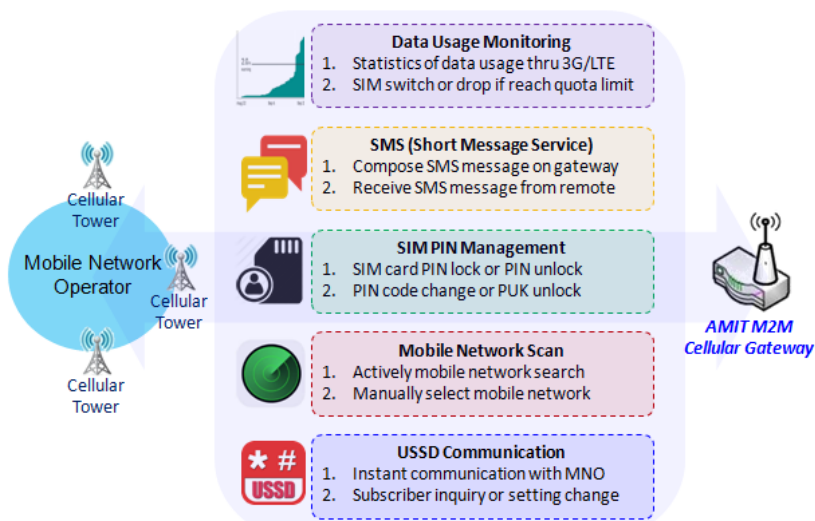 Data Usage Monitoring
1. Statistics of data usage thru 3G/LTE
2. SIM switch or drop if reach quota limit
SMS (Short Message Service)
1. Compose SMS message on gateway
2. Receive SMS message from remote
Cellular
Tower
Mobile Network
Operator
Cellular
Tower
Cellular
Tower
SIM PIN Management
1. SIM card PIN lock or PIN unlock
2. PIN code change or PUK unlock
AMIT M2M
Cellular Gateway
Mobile Network Scan
1. Actively mobile network search
2. Manually select mobile network
* #
USSD
USSD Communication
1. Instant communication with MNO
2. Subscriber inquiry or setting change